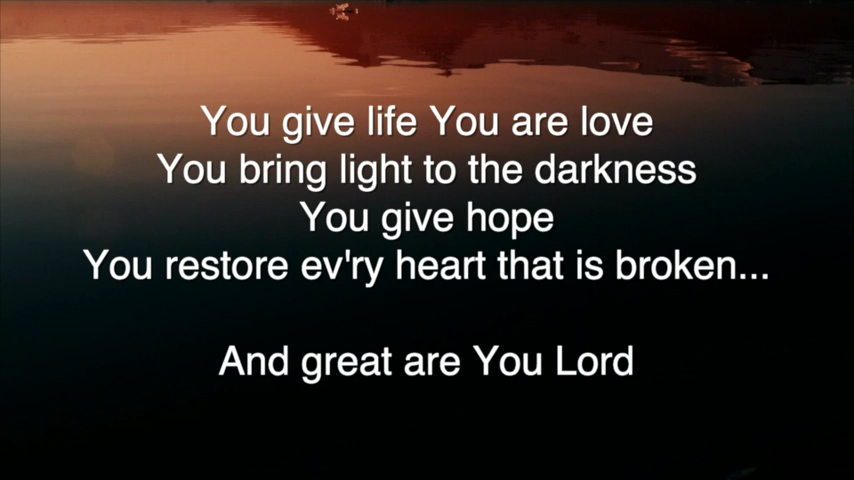 You give life You are love
You bring light to the darkness
You give hope
You restore ev'ry heart that is broken...
And great are You Lord